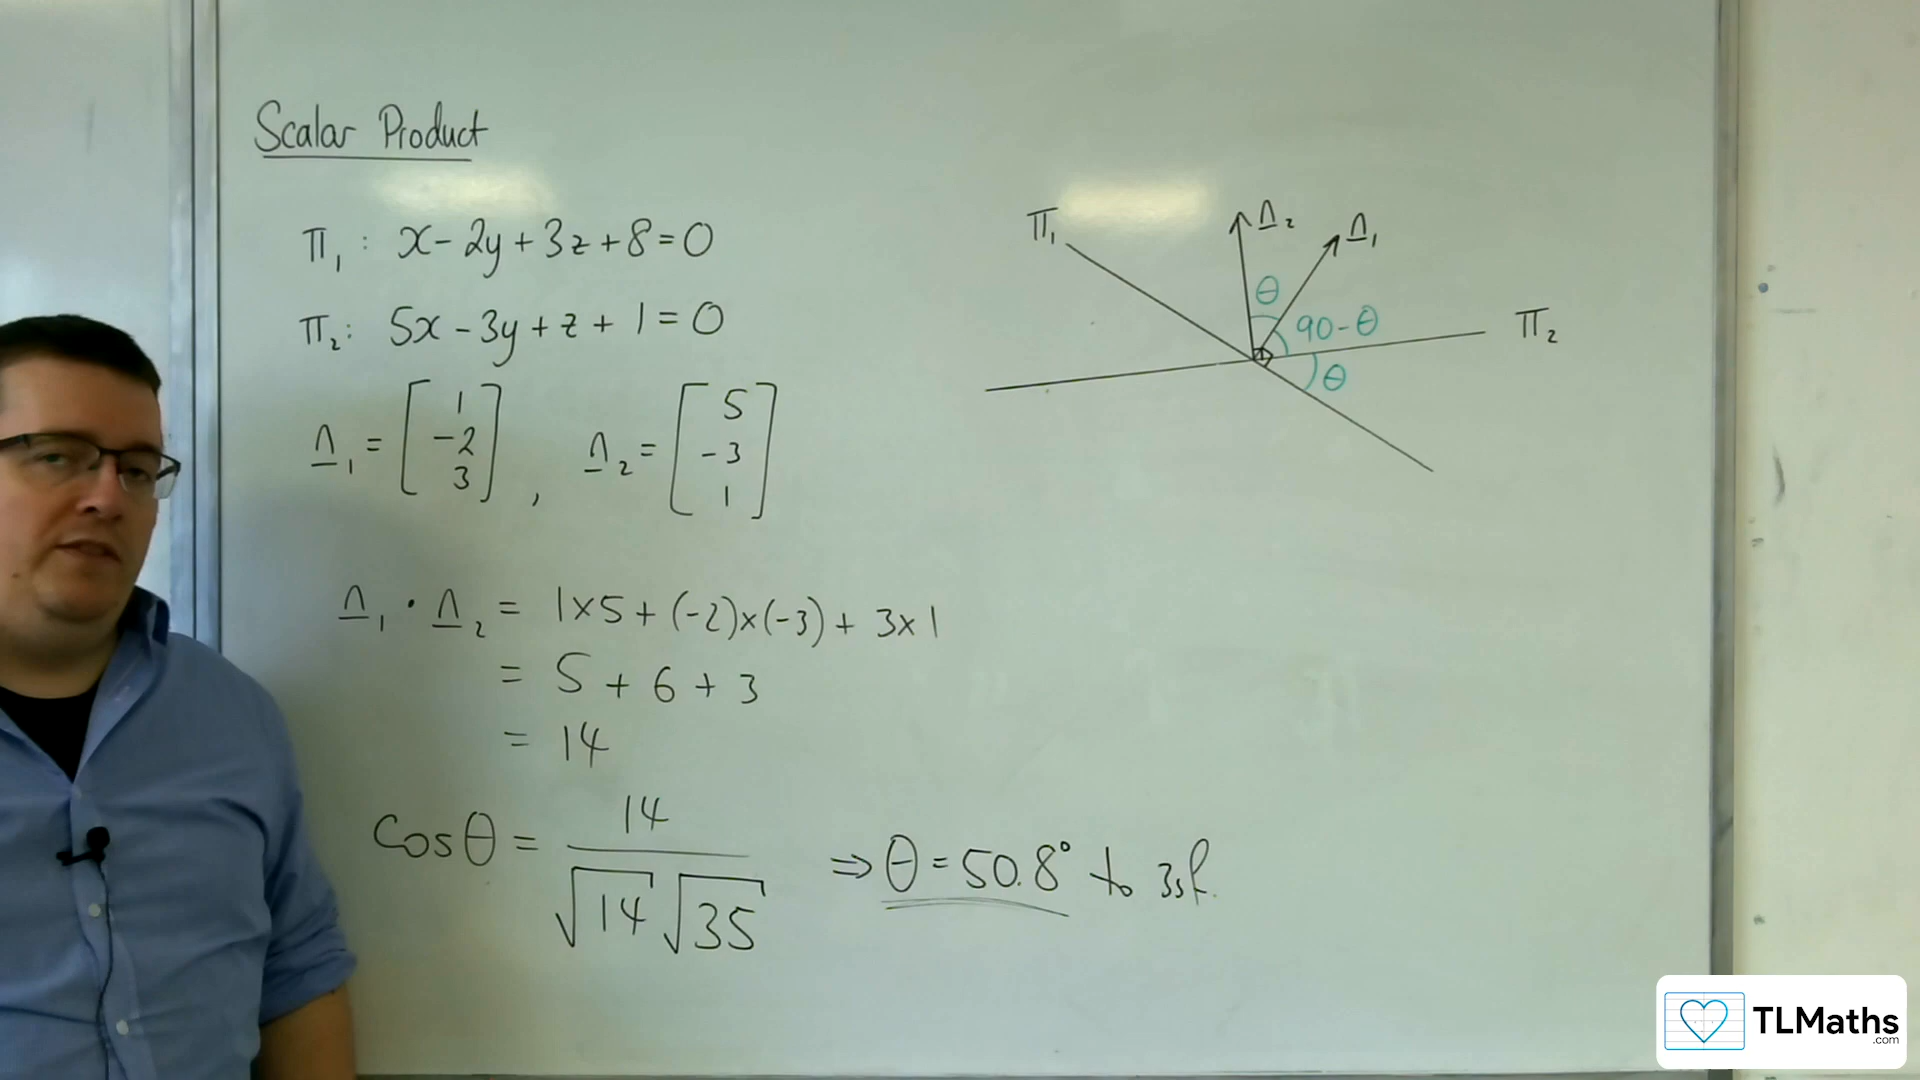 Scalar Product
π₁ : x - 2y + 3z + 8 = 0
π₂ : 5x - 3y + z + 1 = 0
n₁ = [1 -2 3] , n₂ = [5 -3 1]
n₁ · n₂ = 1×5 + (-2)×(-3) + 3×1
= 5 + 6 + 3
= 14
cosθ = 14 / √14 √35 ⇒ θ = 50.8° to 3sf.
π₁
n₂
n₁
θ
90-θ
π₂
θ
TLMaths
.com